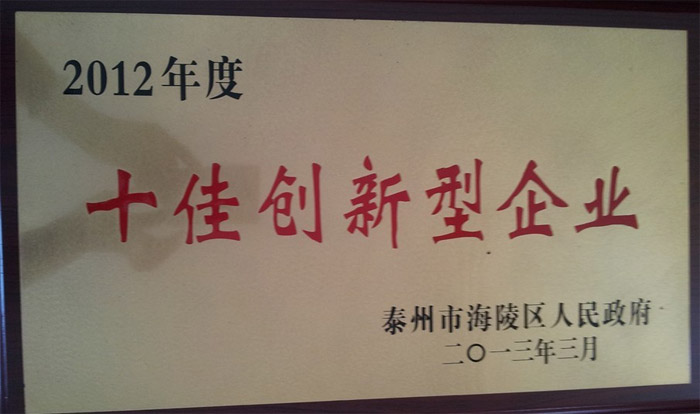 2012年度
十佳创新型企业
泰州市海陵区人民政府
二〇一三年三月